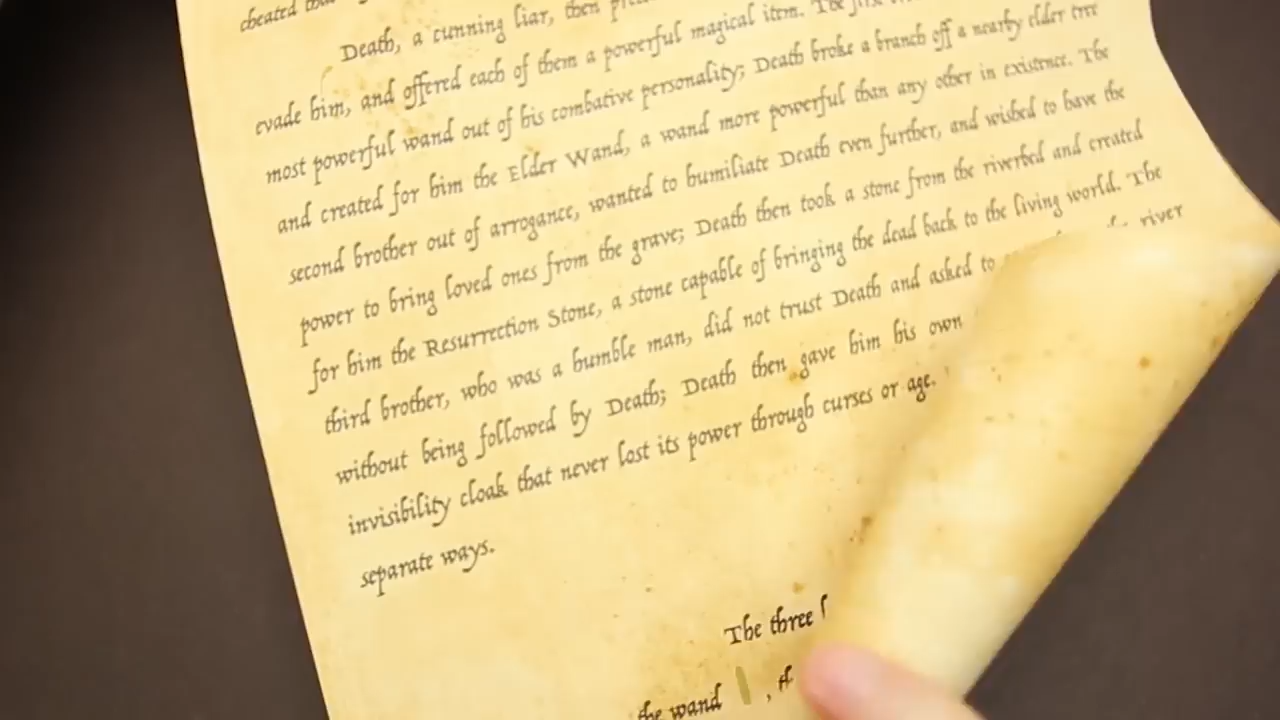 cheated
Death, a cunning liar, then
evade him, and offered each of them a powerful magical item. The
most powerful wand out of his combative personality; Death broke a branch off a nearby elder tree
and created for him the Elder Wand, a wand more powerful than any other in existence. The
second brother out of arrogance, wanted to humiliate Death even further, and wished to have the
power to bring loved ones from the grave; Death then took a stone from the riverbed and created
for him the Resurrection Stone, a stone capable of bringing the dead back to the living world. The
third brother, who was a humble man, did not trust Death and asked to river
without being followed by Death; Death then gave him his own
invisibility cloak that never lost its power through curses or age.
separate ways.
The three
the wand ,